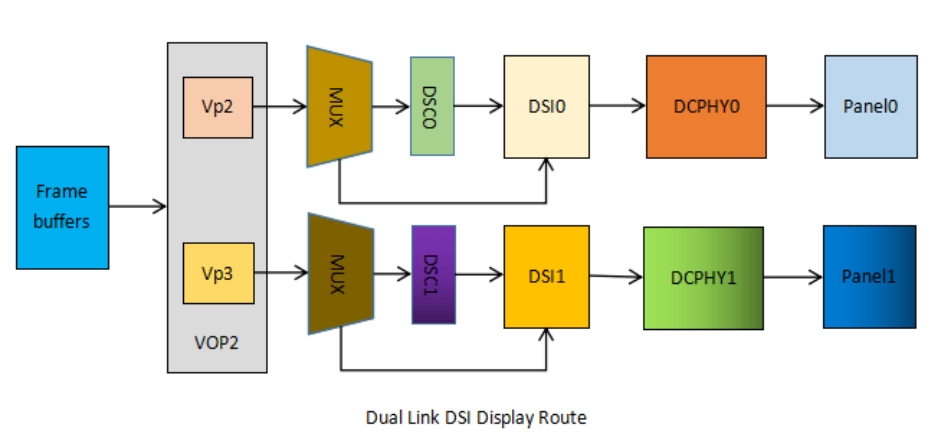 Frame
buffers
Vp2
MUX
DSC0
DSI0
DCPHY0
Panel0
Vp3
MUX
DSC1
DSI1
DCPHY1
Panel1
VOP2
Dual Link DSI Display Route